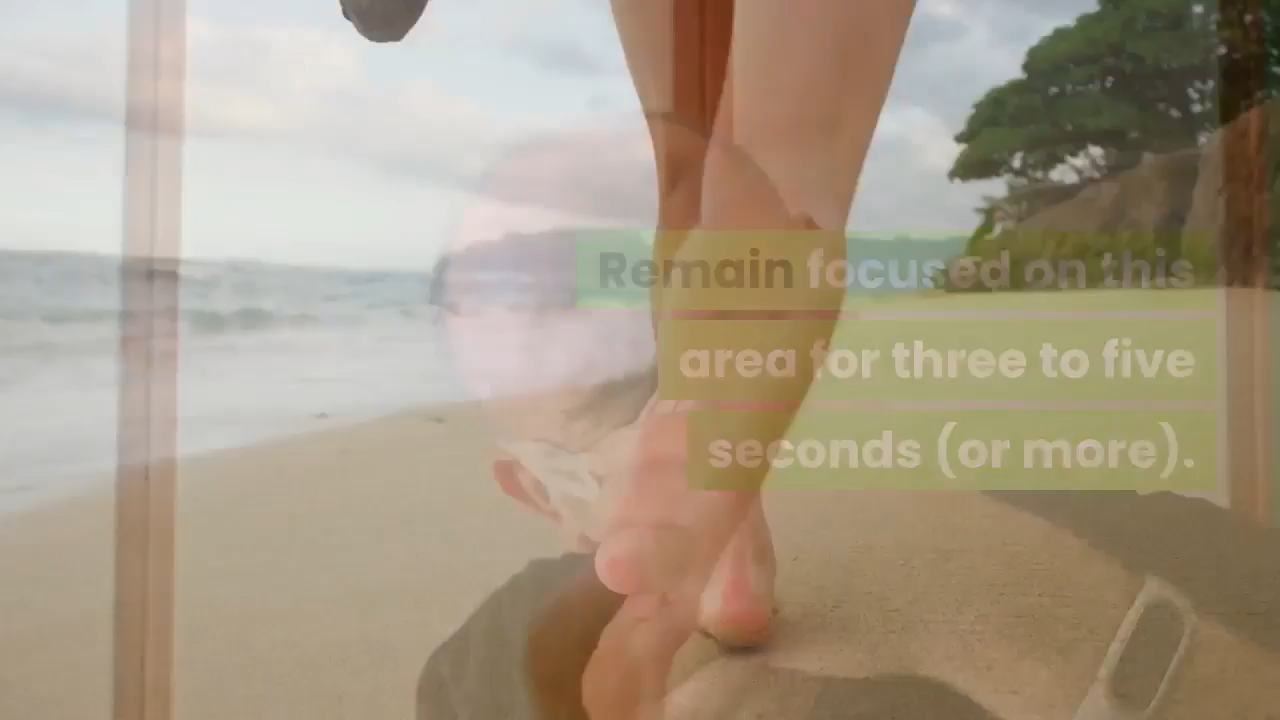 Remain focused on this
area for three to five
seconds (or more).